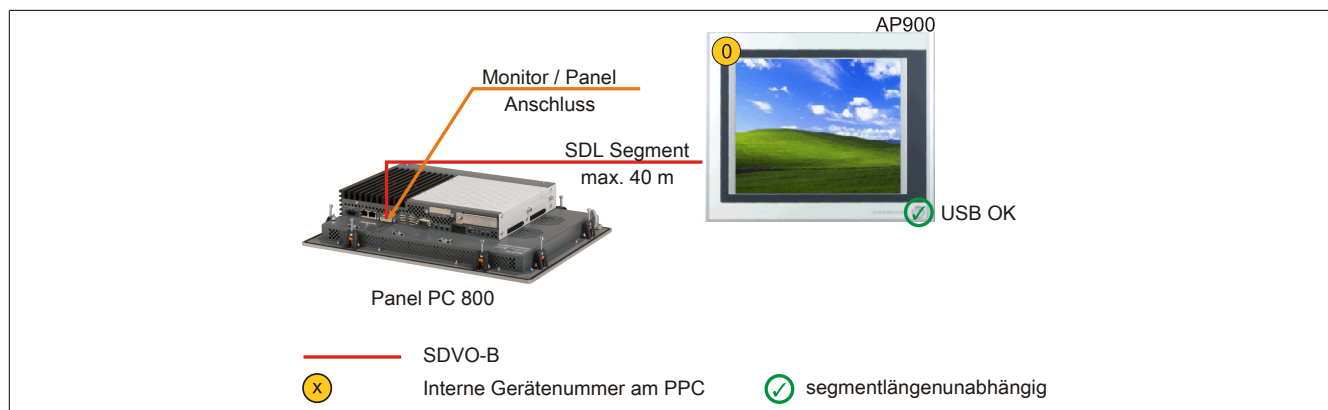 AP900
0
Monitor / Panel
Anschluss
SDL Segment
max. 40 m
USB OK
Panel PC 800
SDVO-B
x Interne Gerätenummer am PPC
segmentlängenunabhängig